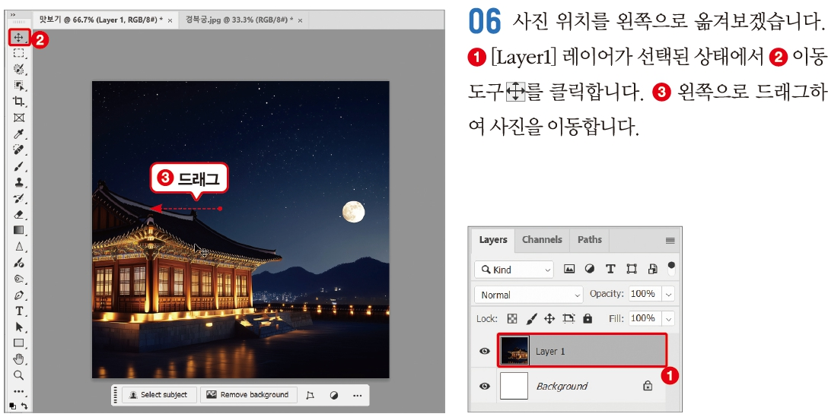 맛보기 @ 66.7% (Layer 1, RGB/8#) * ×
경복궁.jpg @ 33.3% (RGB/8#) * ×
2
3 드래그
Select subject
Remove background
06 사진 위치를 왼쪽으로 옮겨보겠습니다.
1 [Layer1] 레이어가 선택된 상태에서 2 이동
도구를 클릭합니다. 3 왼쪽으로 드래그하
여 사진을 이동합니다.
Layers Channels Paths
Kind
Normal Opacity: 100%
Lock: Fill: 100%
Layer 1
1
Background